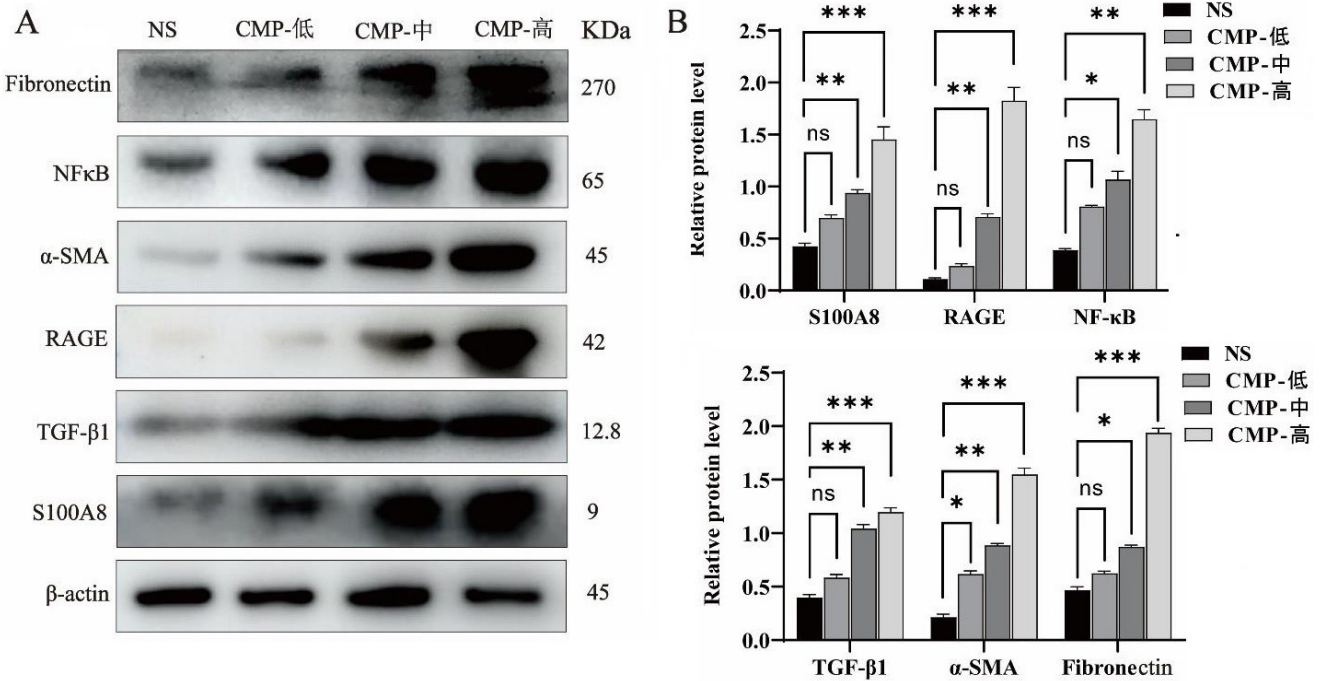 A
NS CMP-低 CMP-中 CMP-高 KDa
Fibronectin 270
NFκB 65
α-SMA 45
RAGE 42
TGF-β1 12.8
S100A8 9
β-actin 45
B
NS
CMP-低
CMP-中
CMP-高
Relative protein level
2.5
2.0
1.5
1.0
0.5
0.0
*** *** **
** ** *
ns ns ns
S100A8 RAGE NF-κB
NS
CMP-低
CMP-中
CMP-高
Relative protein level
2.5
2.0
1.5
1.0
0.5
0.0
*** *** ***
** ** *
ns * ns
TGF-β1 α-SMA Fibronectin